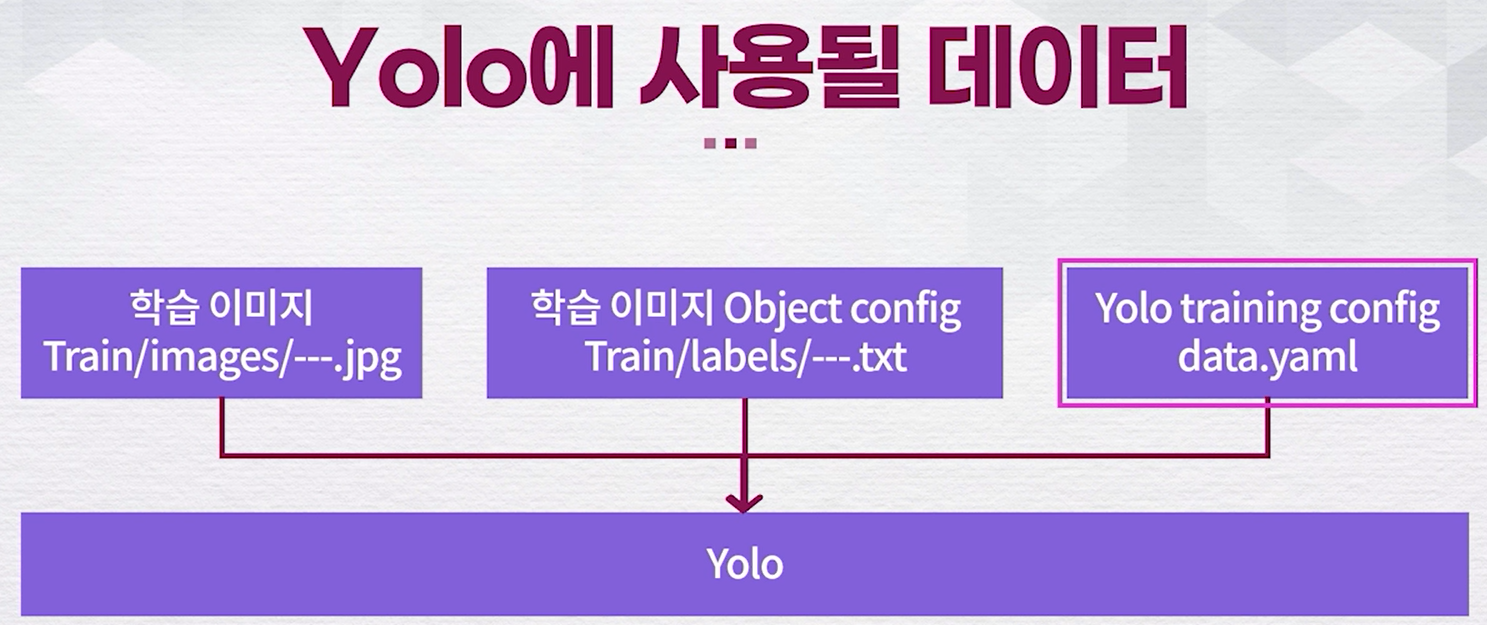 Yolo에 사용될 데이터
학습 이미지
Train/images/---.jpg
학습 이미지 Object config
Train/labels/---.txt
Yolo training config
data.yaml
Yolo